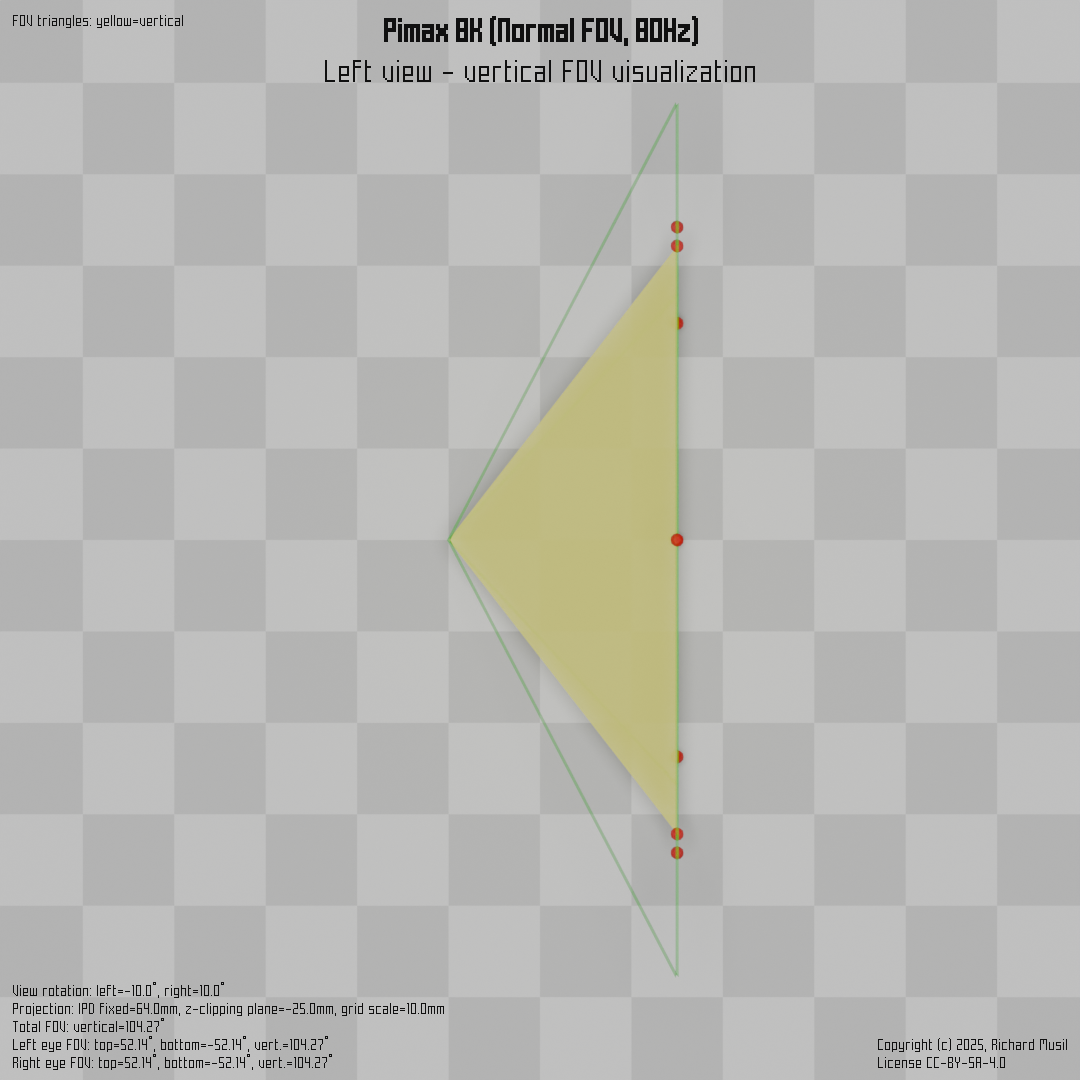 FOV triangles: yellow=vertical
Pimax 8K (Normal FOV, 80Hz)
Left view - vertical FOV visualization
View rotation: left=-10.0°, right=10.0°
Projection: IPD fixed=64.0mm, z-clipping plane=-25.0mm, grid scale=10.0mm
Total FOV: vertical=104.27°
Left eye FOV: top=52.14°, bottom=-52.14°, vert.=104.27°
Right eye FOV: top=52.14°, bottom=-52.14°, vert.=104.27°
Copyright (c) 2025, Richard Musil
License CC-BY-SA-4.0